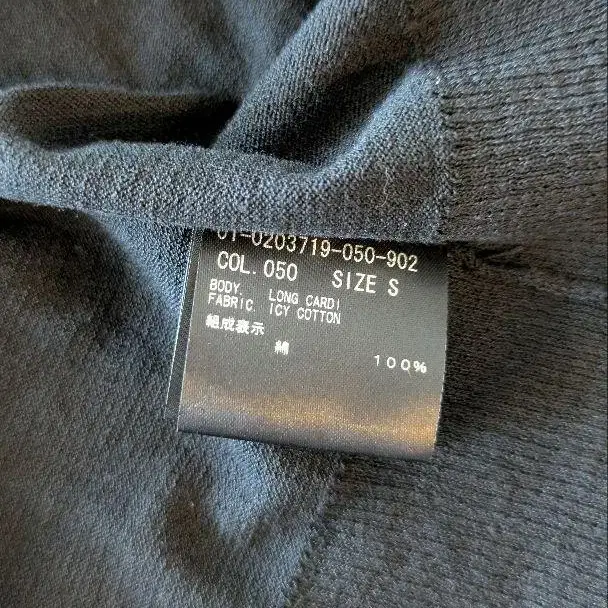 01-0203719-050-902
COL. 050 SIZE S
BODY. LONG CARDI
FABRIC. ICY COTTON
組成表示
綿 100%